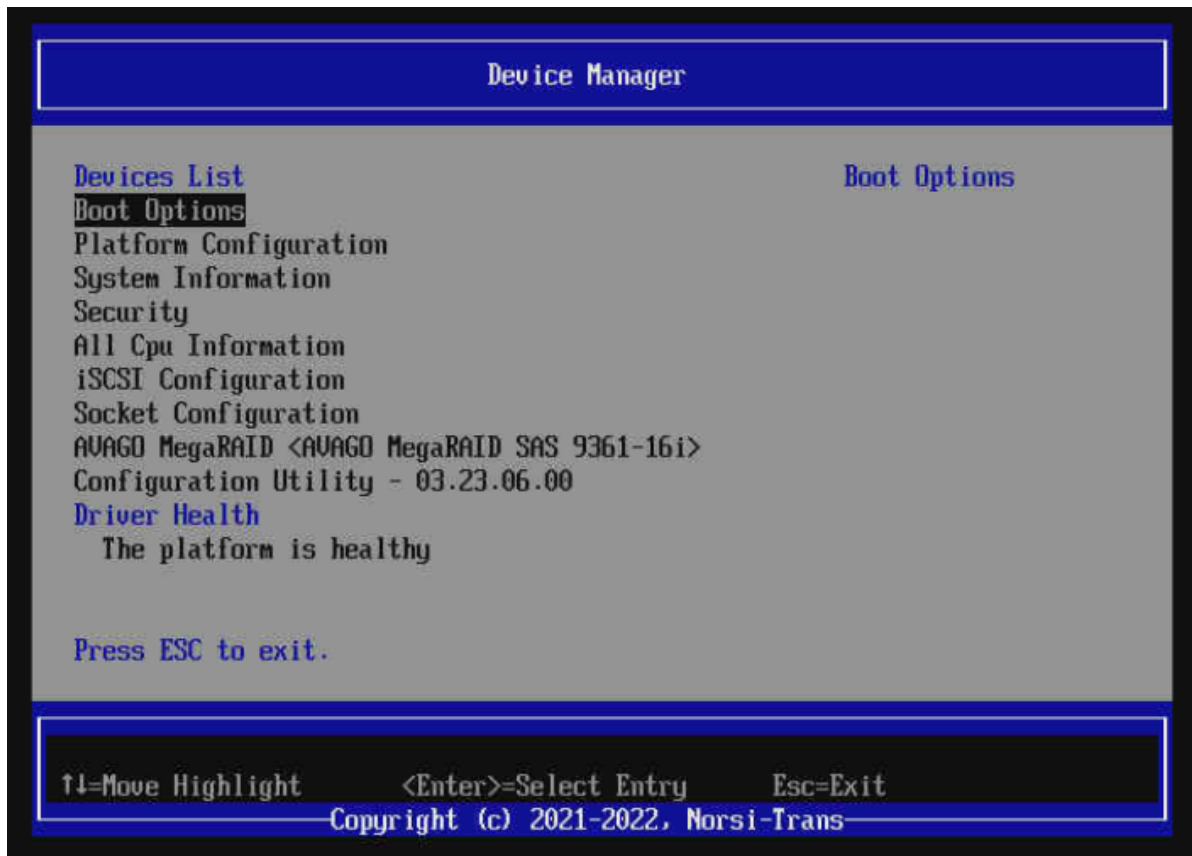 Device Manager
Devices List
Boot Options
Boot Options
Platform Configuration
System Information
Security
All Cpu Information
iSCSI Configuration
Socket Configuration
AVAGO MegaRAID <AVAGO MegaRAID SAS 9361-16i>
Configuration Utility - 03.23.06.00
Driver Health
The platform is healthy
Press ESC to exit.
↑↓=Move Highlight <Enter>=Select Entry Esc=Exit
Copyright (c) 2021-2022, Norsi-Trans